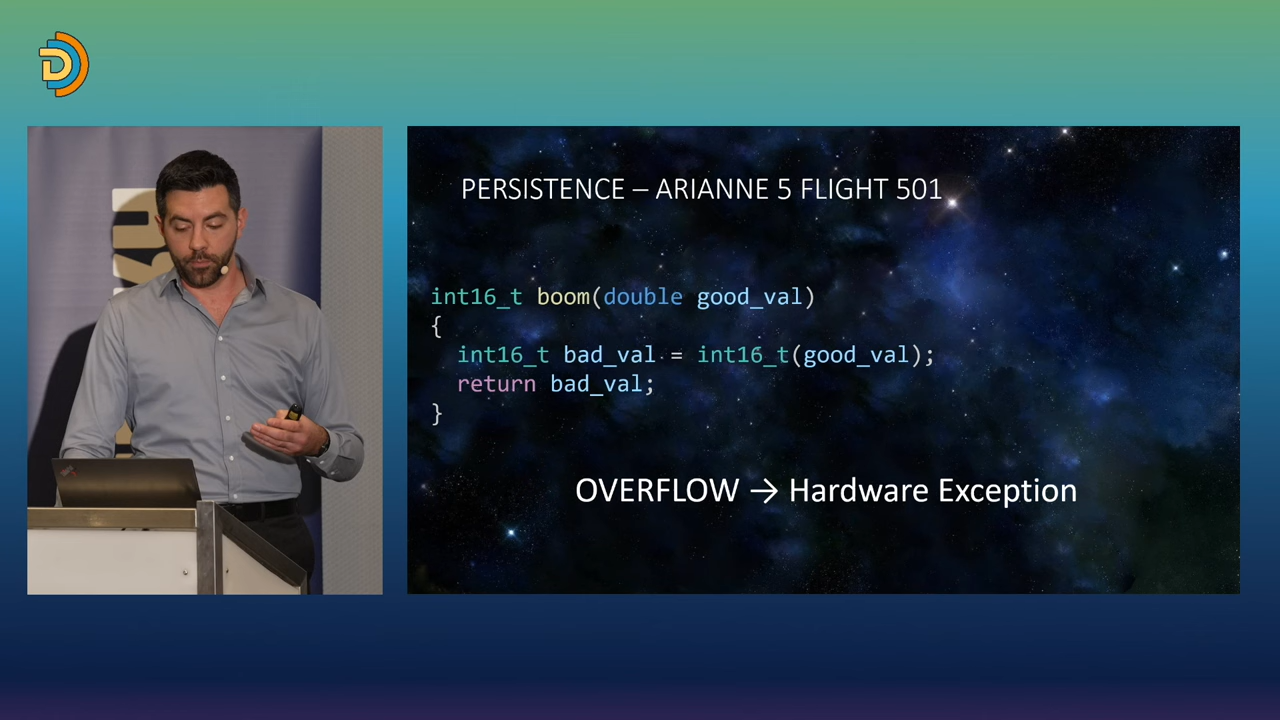 D
PERSISTENCE – ARIANNE 5 FLIGHT 501
int16_t boom(double good_val)
{
  int16_t bad_val = int16_t(good_val);
  return bad_val;
}
OVERFLOW → Hardware Exception